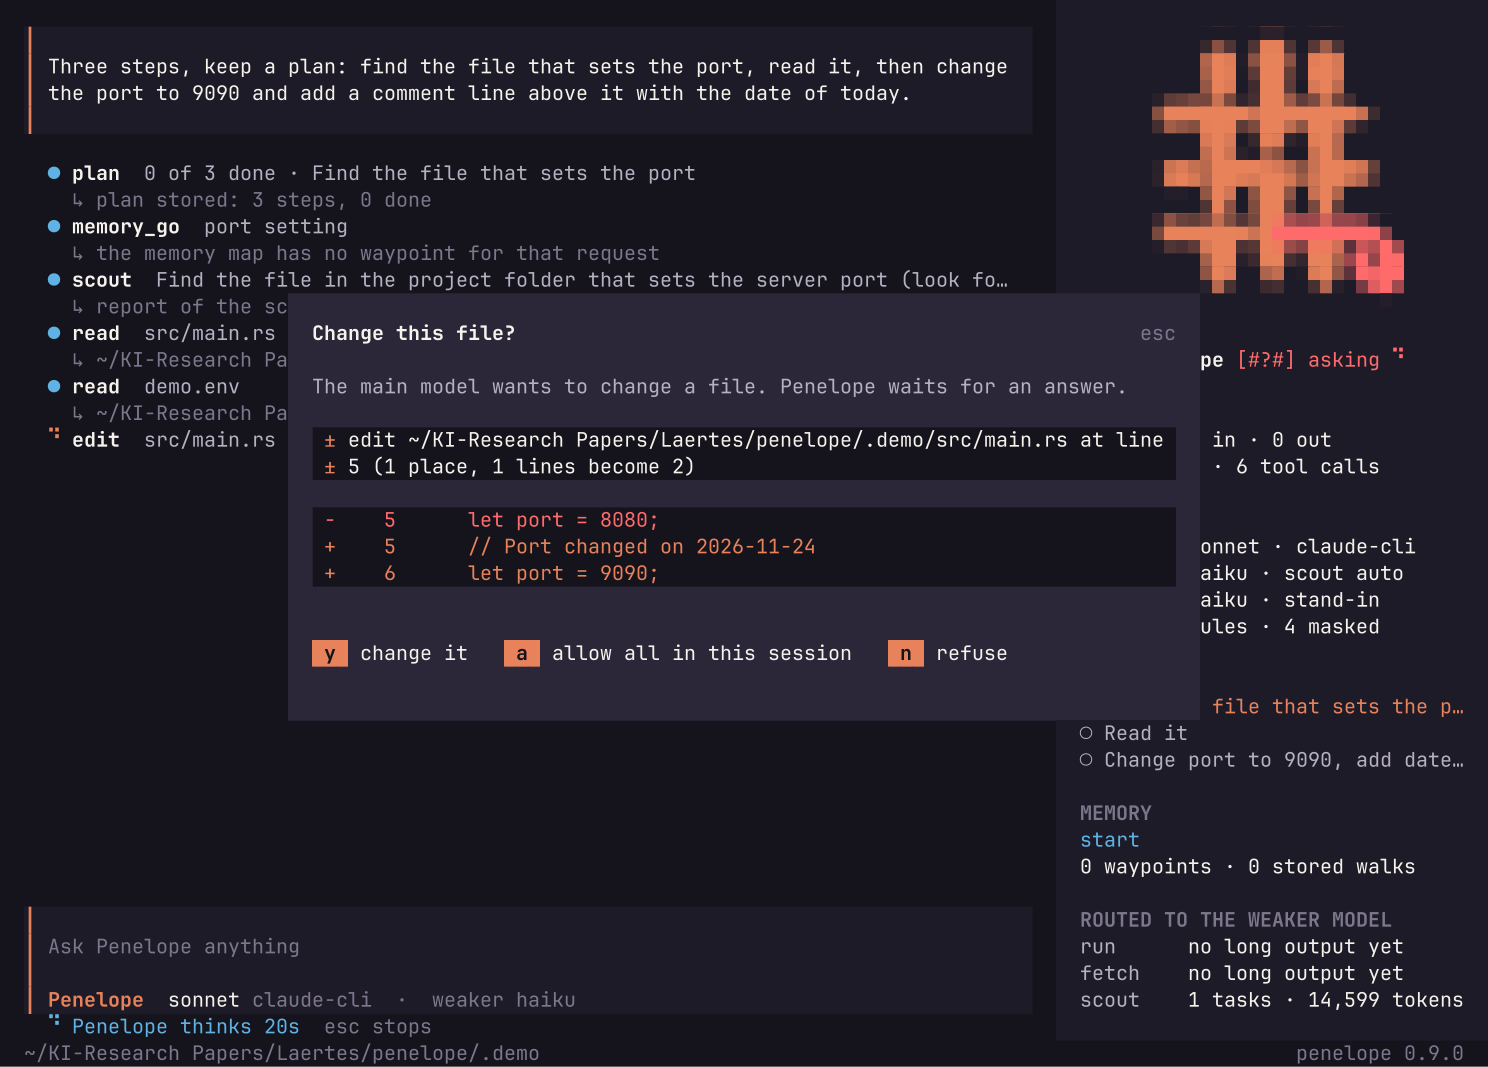 Three steps, keep a plan: find the file that sets the port, read it, then change
the port to 9090 and add a comment line above it with the date of today.
● plan  0 of 3 done · Find the file that sets the port
↳ plan stored: 3 steps, 0 done
● memory_go  port setting
↳ the memory map has no waypoint for that request
● scout  Find the file in the project folder that sets the server port (look fo…
↳ report of the sc
● read  src/main.rs
↳ ~/KI-Research Pa
● read  demo.env
↳ ~/KI-Research Pa
edit  src/main.rs
Change this file?  esc
The main model wants to change a file. Penelope waits for an answer.
± edit ~/KI-Research Papers/Laertes/penelope/.demo/src/main.rs at line
± 5 (1 place, 1 lines become 2)
-    5      let port = 8080;
+    5      // Port changed on 2026-11-24
+    6      let port = 9090;
y  change it  a  allow all in this session  n  refuse
Ask Penelope anything
Penelope  sonnet claude-cli  ·  weaker haiku
Penelope thinks 20s  esc stops
~/KI-Research Papers/Laertes/penelope/.demo
pe [#?#] asking
in · 0 out
· 6 tool calls
onnet · claude-cli
aiku · scout auto
aiku · stand-in
ules · 4 masked
file that sets the p…
○ Read it
○ Change port to 9090, add date…
MEMORY
start
0 waypoints · 0 stored walks
ROUTED TO THE WEAKER MODEL
run    no long output yet
fetch  no long output yet
scout  1 tasks · 14,599 tokens
penelope 0.9.0